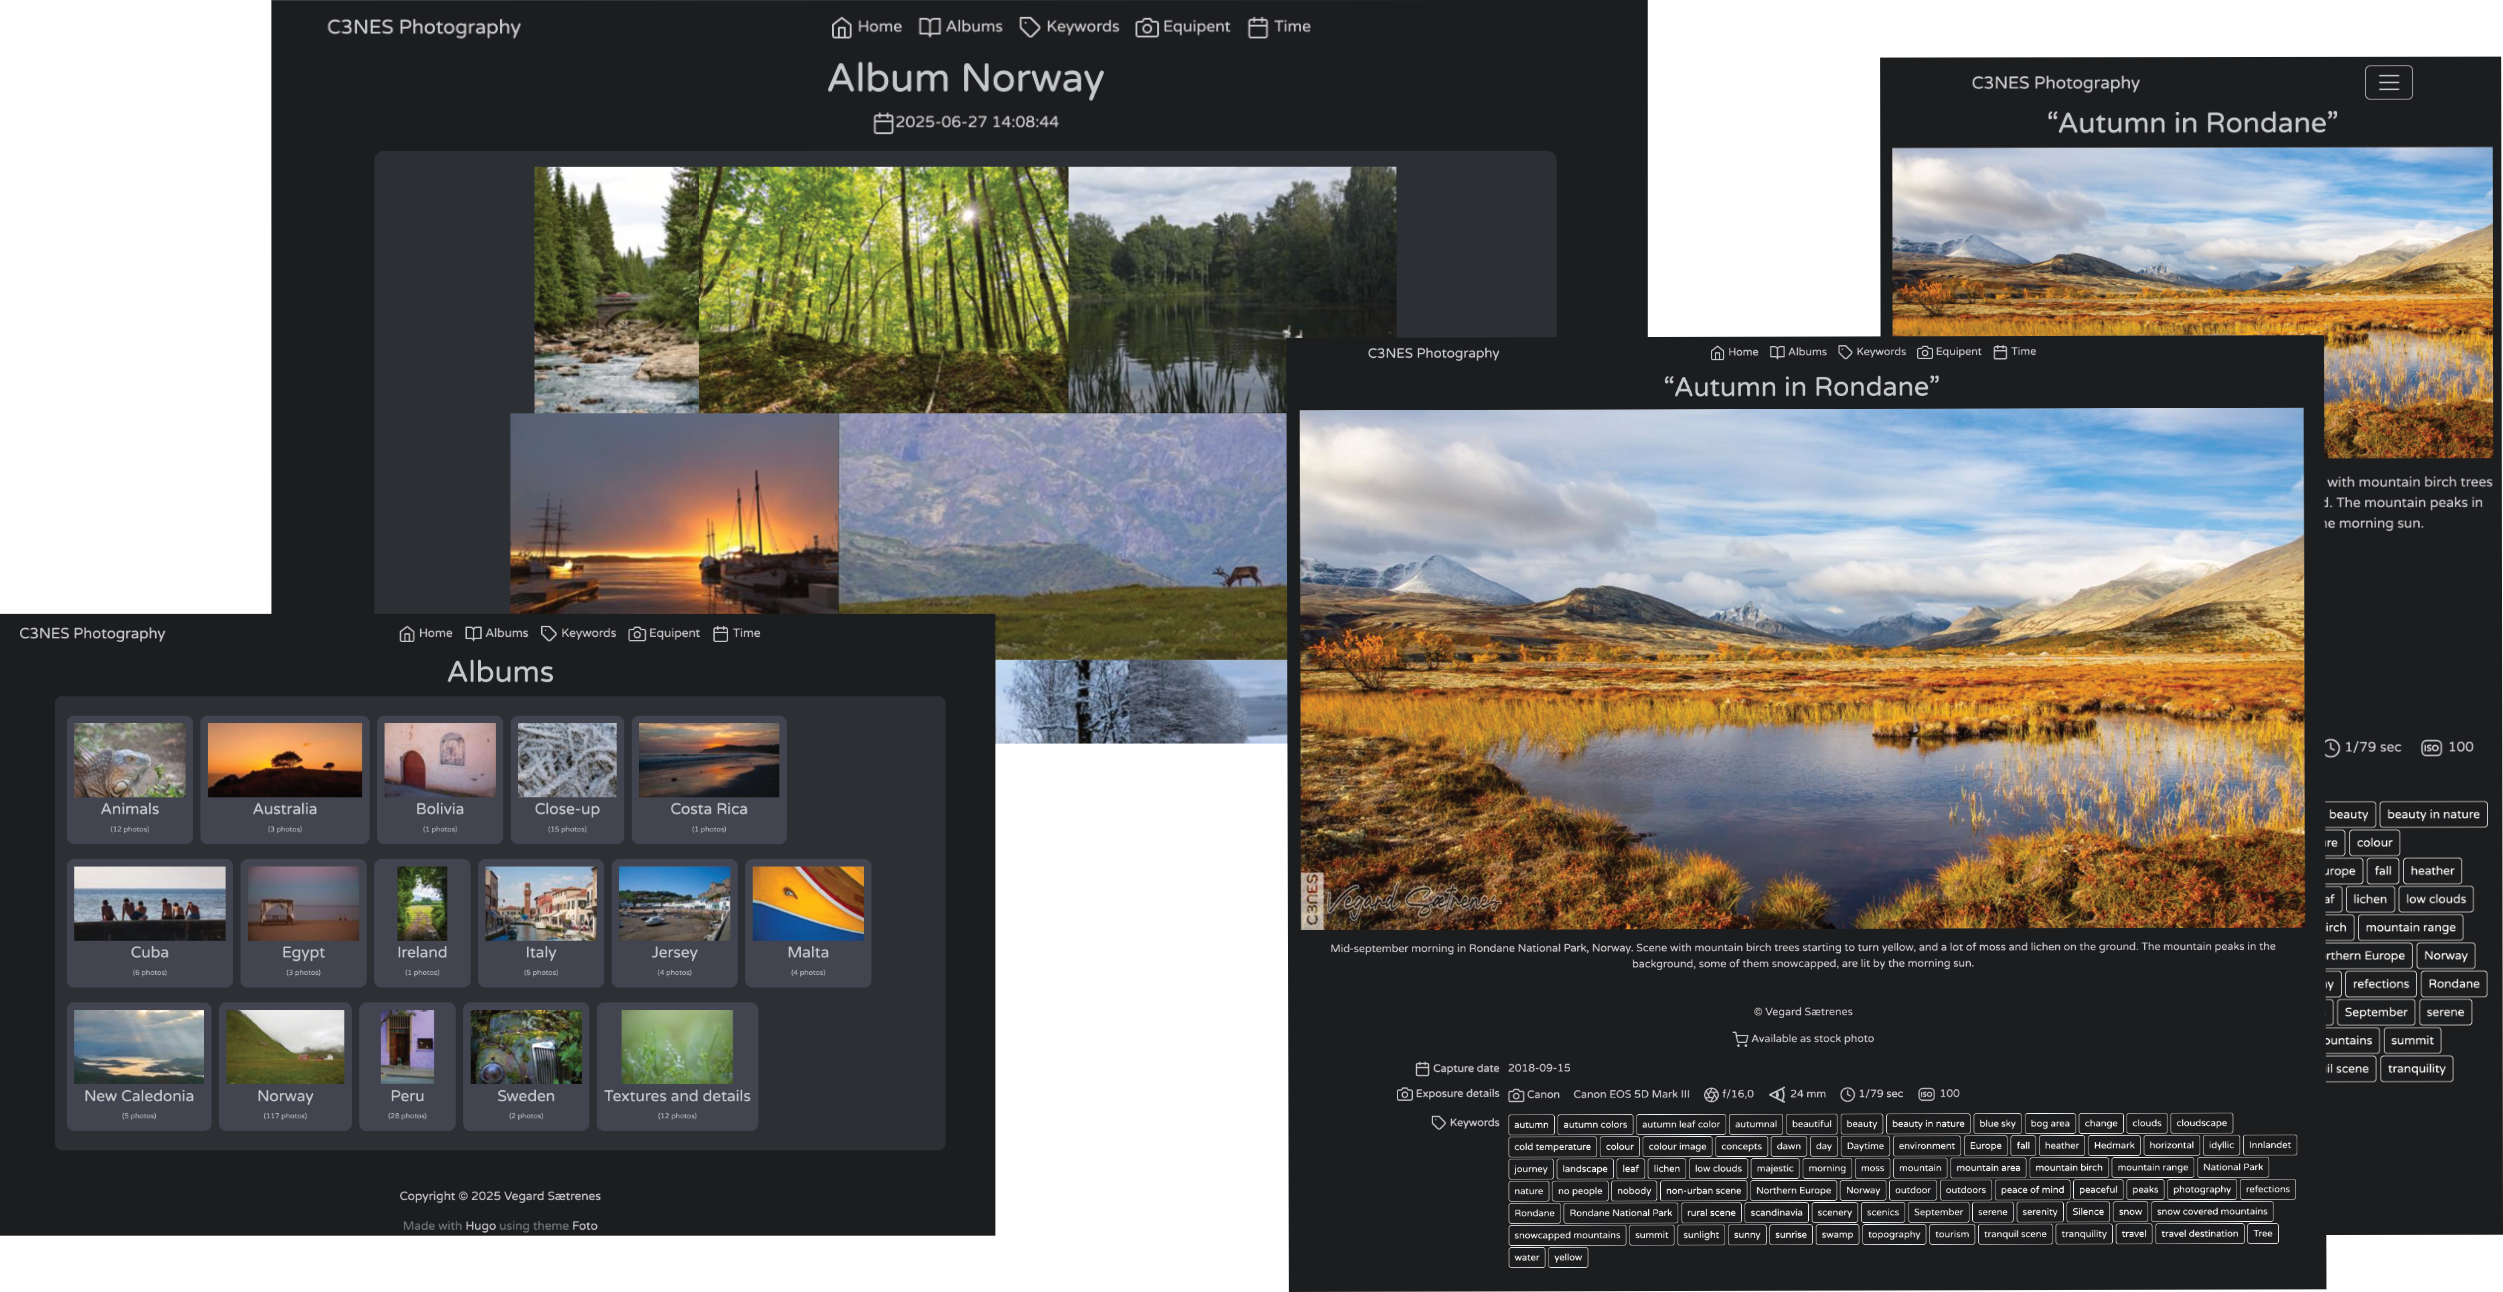 C3NES Photography
Home Albums Keywords Equipent Time
Album Norway
2025-06-27 14:08:44
C3NES Photography
“Autumn in Rondane”
with mountain birch trees
d. The mountain peaks in
he morning sun.
1/79 sec ISO 100
beauty beauty in nature
re colour
urope fall heather
af lichen low clouds
irch mountain range
rthern Europe Norway
y refections Rondane
September serene
ountains summit
il scene tranquility
C3NES Photography
Home Albums Keywords Equipent Time
Albums
Animals Australia Bolivia Close-up Costa Rica
(12 photos) (3 photos) (1 photos) (15 photos) (1 photos)
Cuba Egypt Ireland Italy Jersey Malta
(6 photos) (3 photos) (1 photos) (5 photos) (4 photos) (4 photos)
New Caledonia Norway Peru Sweden Textures and details
(5 photos) (117 photos) (28 photos) (2 photos) (12 photos)
Copyright © 2025 Vegard Sætrenes
Made with Hugo using theme Foto
C3NES Photography
Home Albums Keywords Equipent Time
“Autumn in Rondane”
C3NES Vegard Sætrenes
Mid-september morning in Rondane National Park, Norway. Scene with mountain birch trees starting to turn yellow, and a lot of moss and lichen on the ground. The mountain peaks in the
background, some of them snowcapped, are lit by the morning sun.
© Vegard Sætrenes
Available as stock photo
Capture date 2018-09-15
Exposure details Canon Canon EOS 5D Mark III f/16,0 24 mm 1/79 sec ISO 100
Keywords autumn autumn colors autumn leaf color autumnal beautiful beauty beauty in nature blue sky bog area change clouds cloudscape
cold temperature colour colour image concepts dawn day Daytime environment Europe fall heather Hedmark horizontal idyllic Innlandet
journey landscape leaf lichen low clouds majestic morning moss mountain mountain area mountain birch mountain range National Park
nature no people nobody non-urban scene Northern Europe Norway outdoor outdoors peace of mind peaceful peaks photography refections
Rondane Rondane National Park rural scene scandinavia scenery scenics September serene serenity Silence snow snow covered mountains
snowcapped mountains summit sunlight sunny sunrise swamp topography tourism tranquil scene tranquility travel travel destination Tree
water yellow